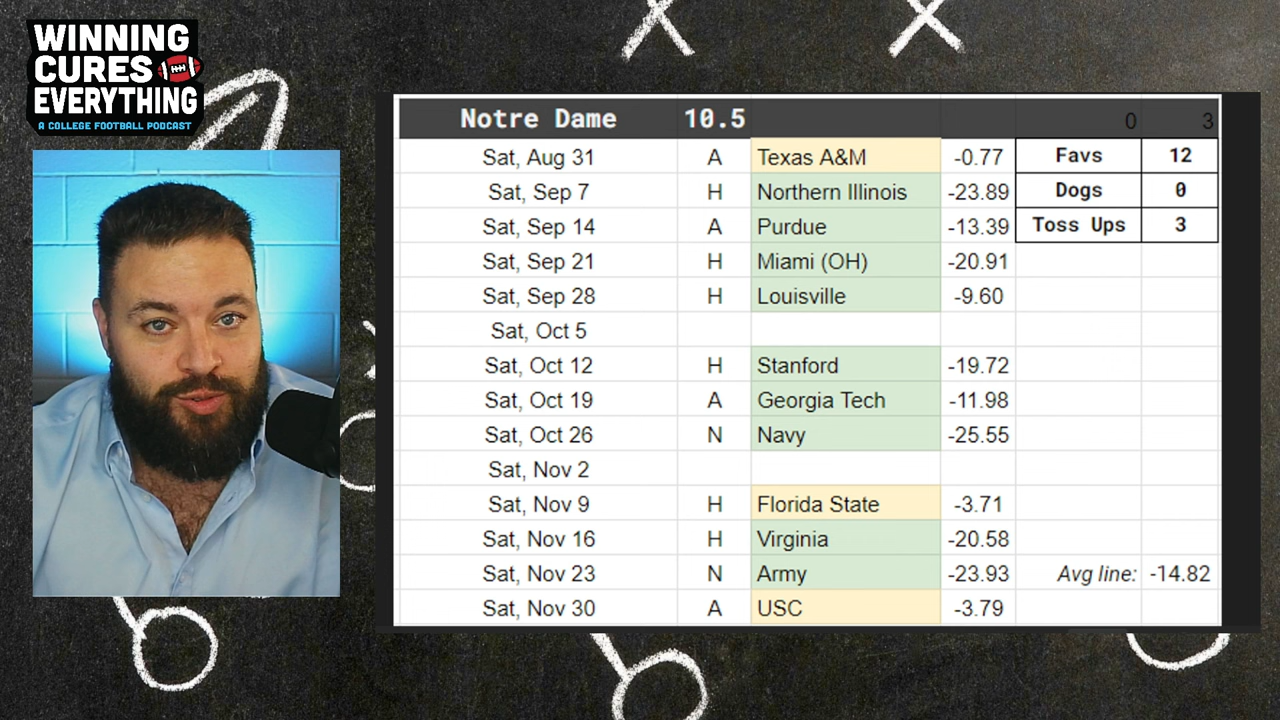 WINNING
CURES
EVERYTHING
A COLLEGE FOOTBALL PODCAST
Notre Dame 10.5 0 3
Sat, Aug 31 A Texas A&M -0.77 Favs 12
Sat, Sep 7 H Northern Illinois -23.89 Dogs 0
Sat, Sep 14 A Purdue -13.39 Toss Ups 3
Sat, Sep 21 H Miami (OH) -20.91
Sat, Sep 28 H Louisville -9.60
Sat, Oct 5
Sat, Oct 12 H Stanford -19.72
Sat, Oct 19 A Georgia Tech -11.98
Sat, Oct 26 N Navy -25.55
Sat, Nov 2
Sat, Nov 9 H Florida State -3.71
Sat, Nov 16 H Virginia -20.58
Sat, Nov 23 N Army -23.93 Avg line: -14.82
Sat, Nov 30 A USC -3.79